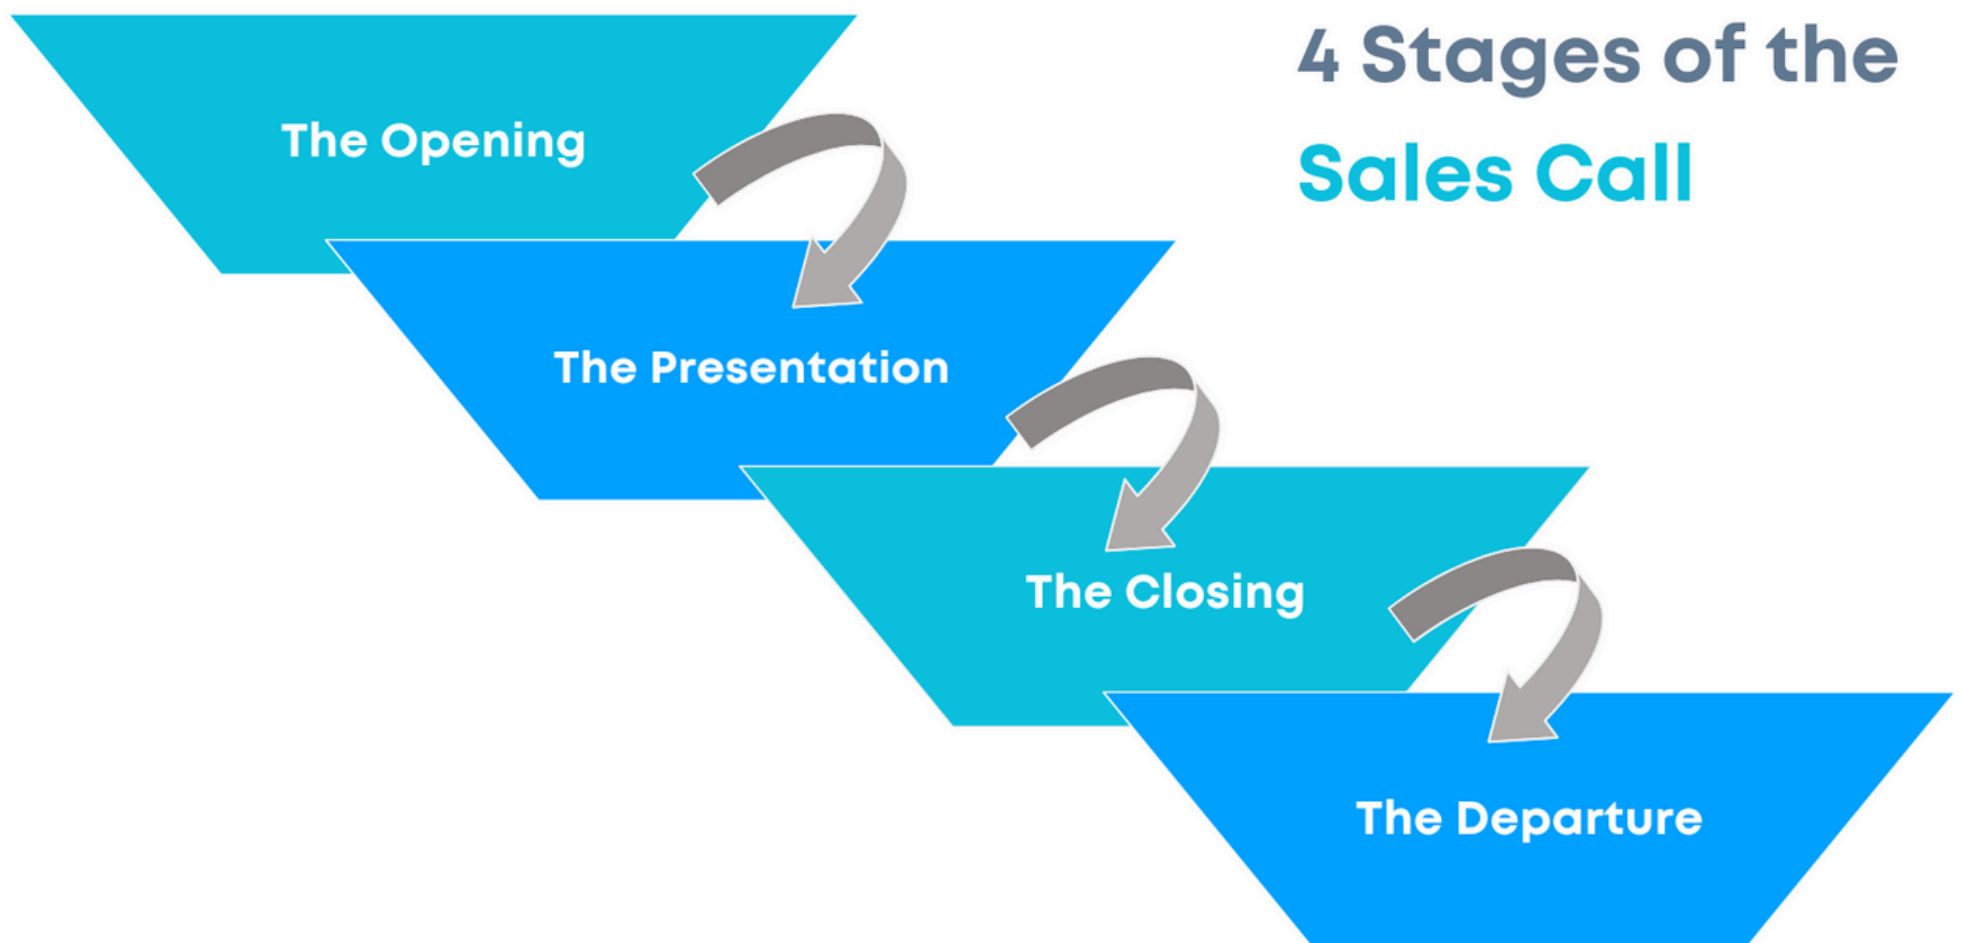 4 Stages of the
Sales Call
The Opening
The Presentation
The Closing
The Departure